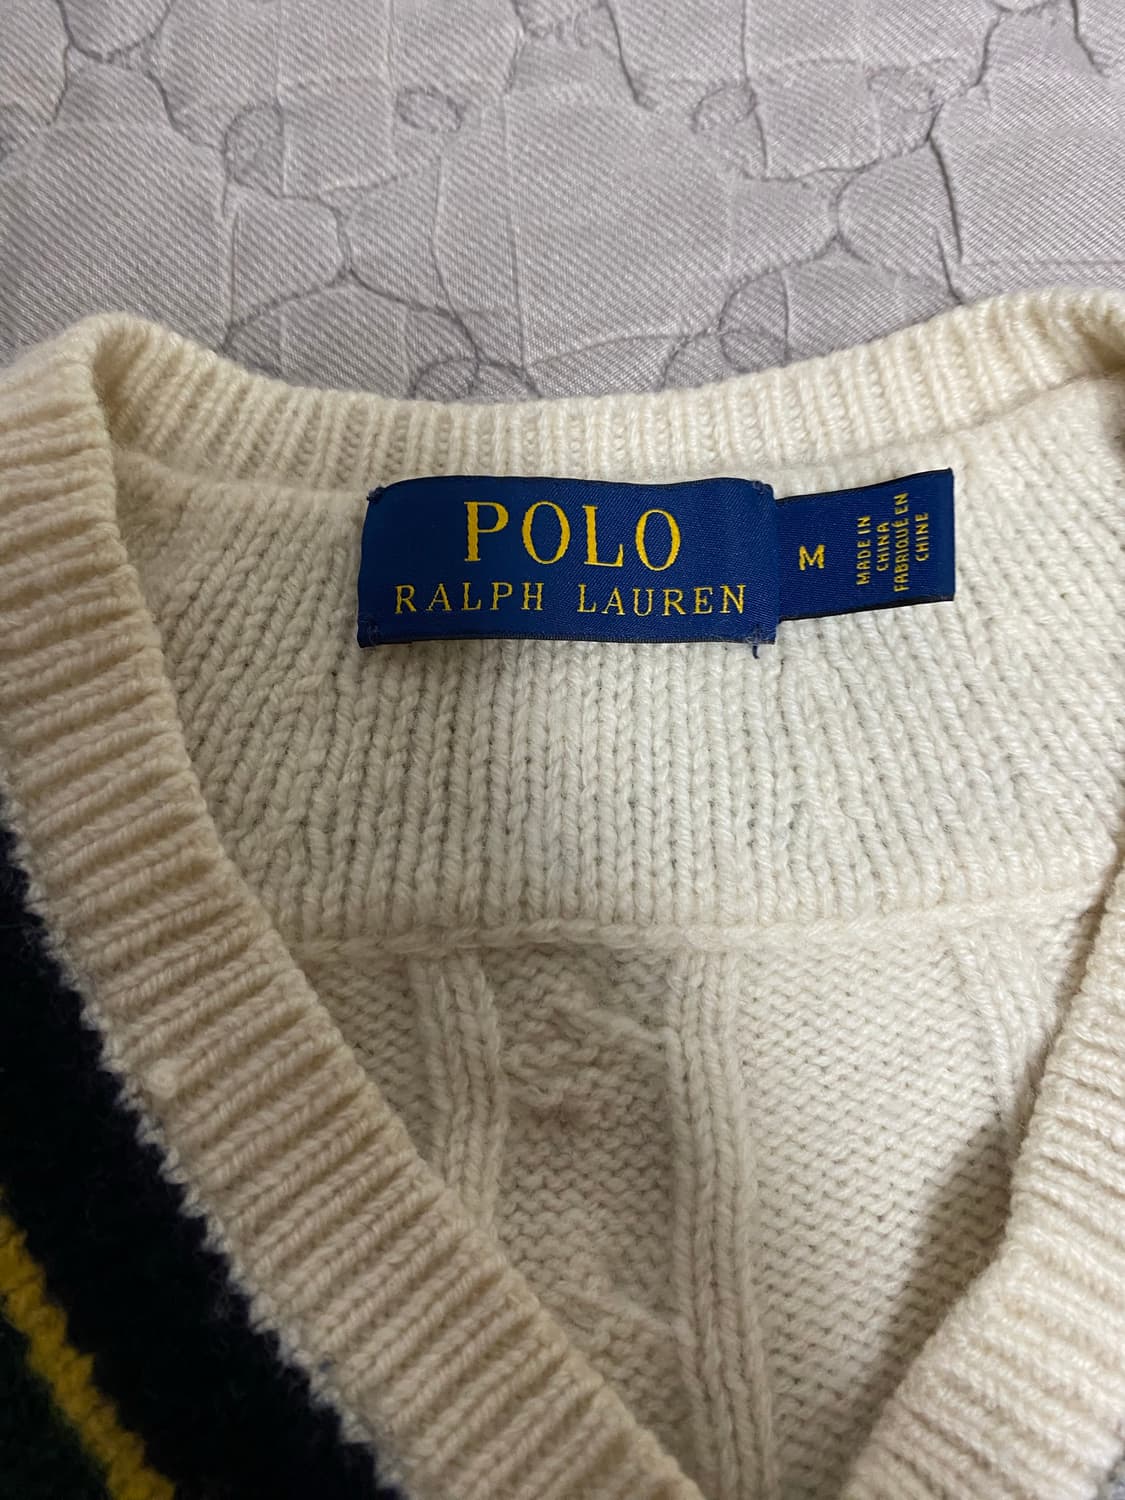 POLO
RALPH LAUREN
M
MADE IN
CHINA
FABRIQUÉ EN
CHINE